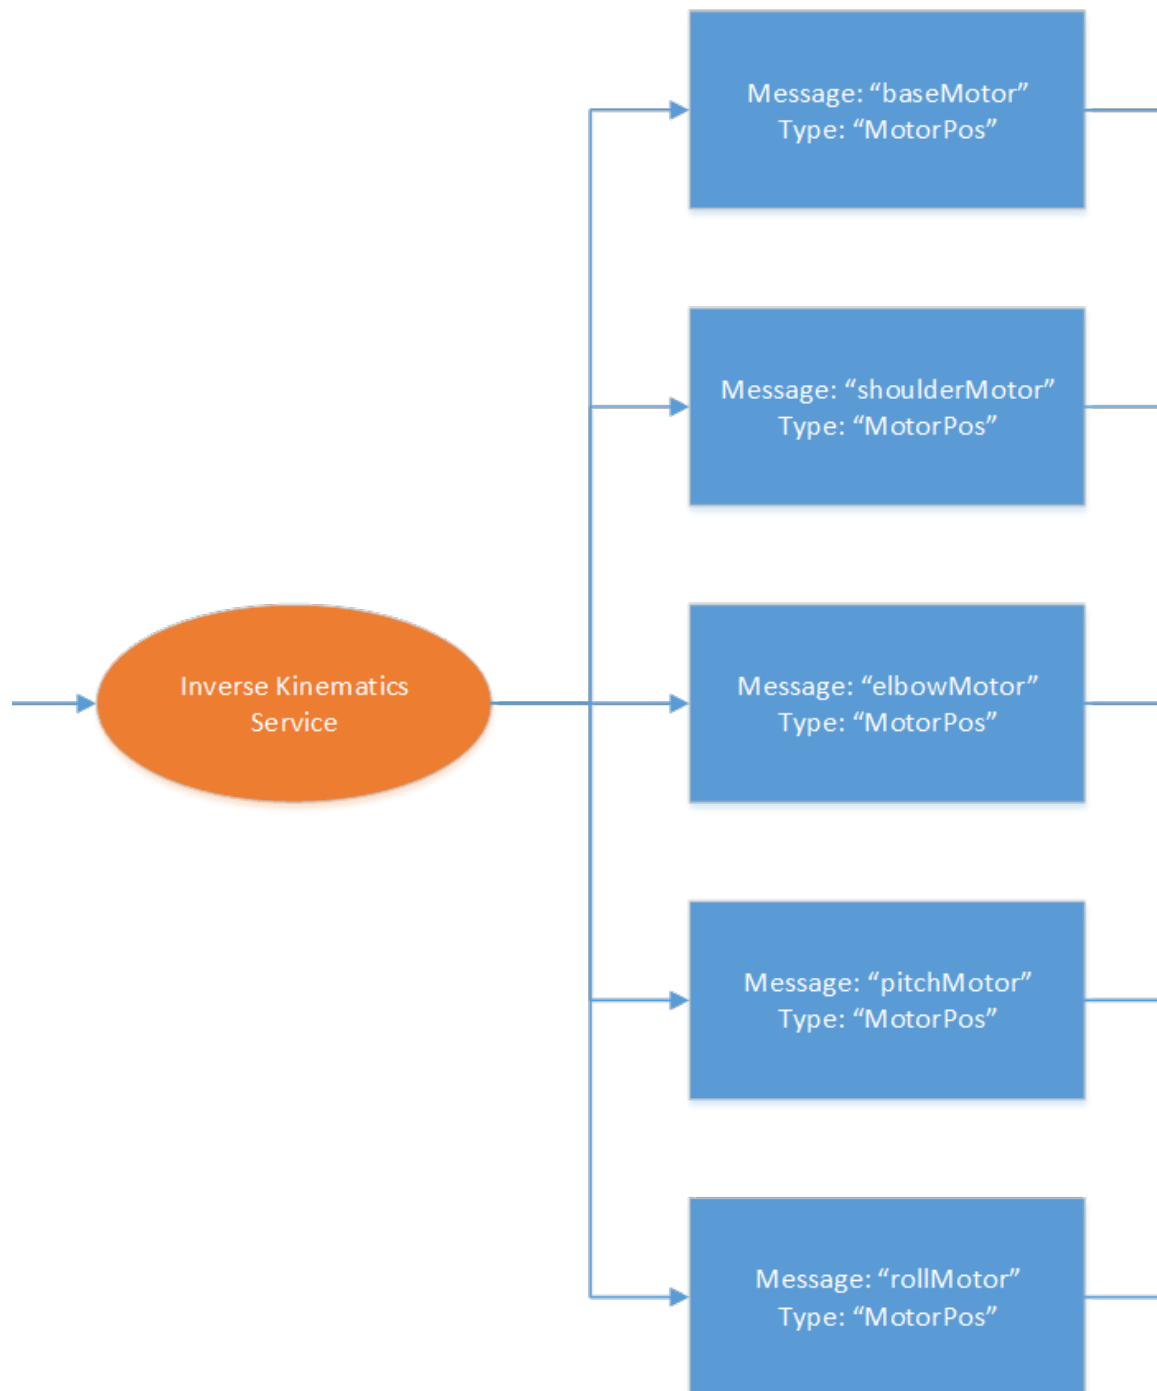 Message: “baseMotor”
Type: “MotorPos”
Message: “shoulderMotor”
Type: “MotorPos”
Inverse Kinematics
Service
Message: “elbowMotor”
Type: “MotorPos”
Message: “pitchMotor”
Type: “MotorPos”
Message: “rollMotor”
Type: “MotorPos”